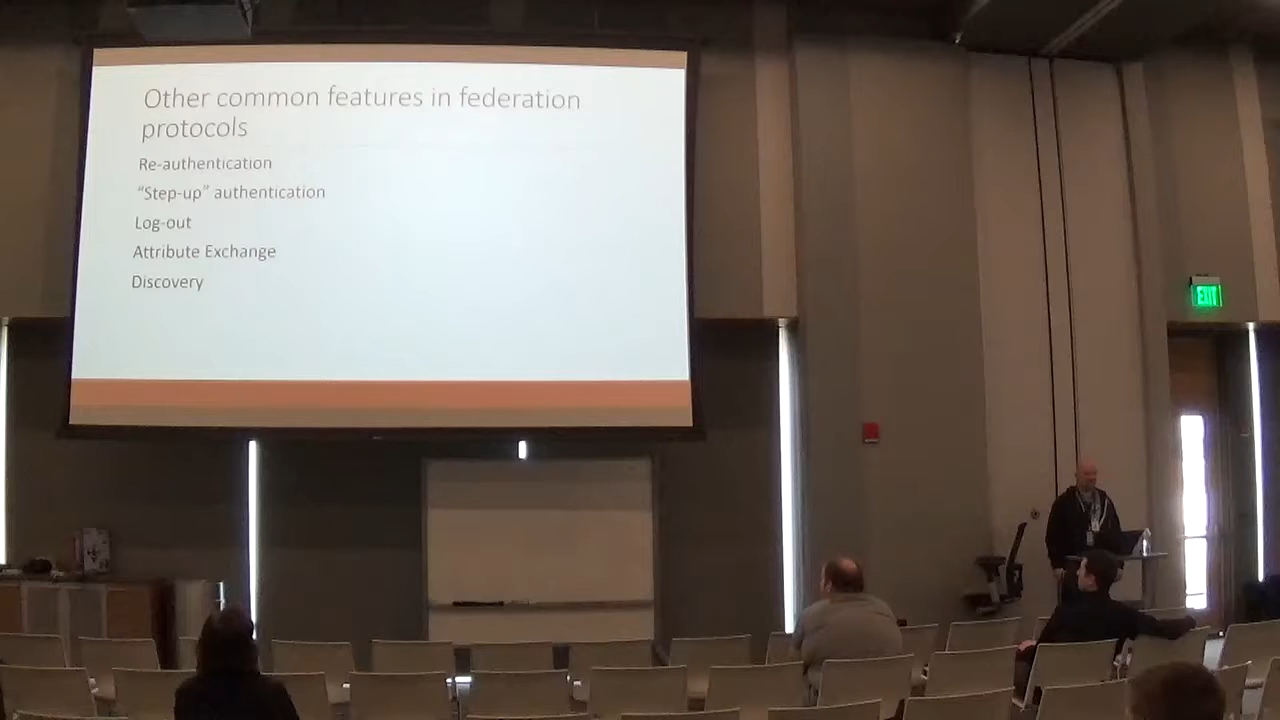 Other common features in federation
protocols
Re-authentication
“Step-up” authentication
Log-out
Attribute Exchange
Discovery
EXIT